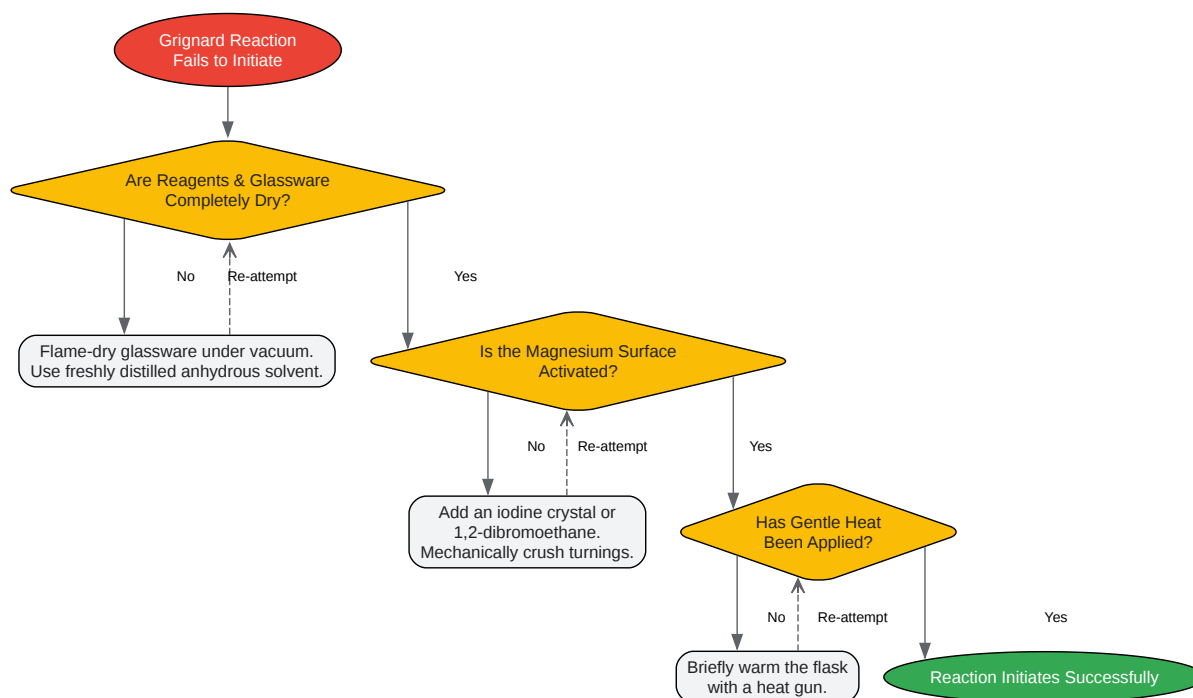 Grignard Reaction
Fails to Initiate
Are Reagents & Glassware
Completely Dry?
No
Re-attempt
Yes
Flame-dry glassware under vacuum.
Use freshly distilled anhydrous solvent.
Is the Magnesium Surface
Activated?
No
Re-attempt
Yes
Add an iodine crystal or
1,2-dibromoethane.
Mechanically crush turnings.
Has Gentle Heat
Been Applied?
No
Re-attempt
Yes
Briefly warm the flask
with a heat gun.
Reaction Initiates Successfully